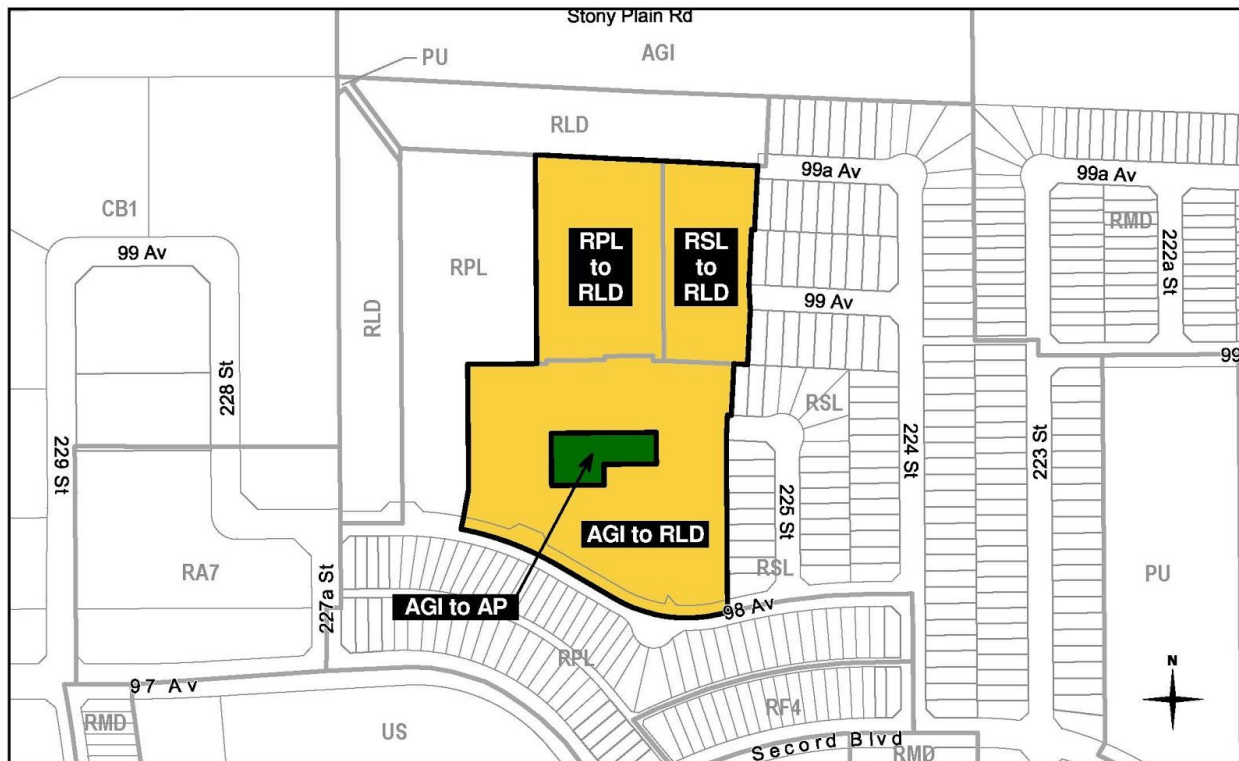 Stony Plain Rd
PU
AGI
RLD
99a Av
99a Av
CB1
RMD
99 Av
RPL
RPL
to
RLD
RSL
to
RLD
222a St
RLD
99 Av
99
228 St
RSL
229 St
224 St
223 St
225 St
AGI to RLD
RA7
RSL
PU
227a St
AGI to AP
98 Av
RPL
N
97 Av
RF4
RMD
US
Secord Blvd
RMD